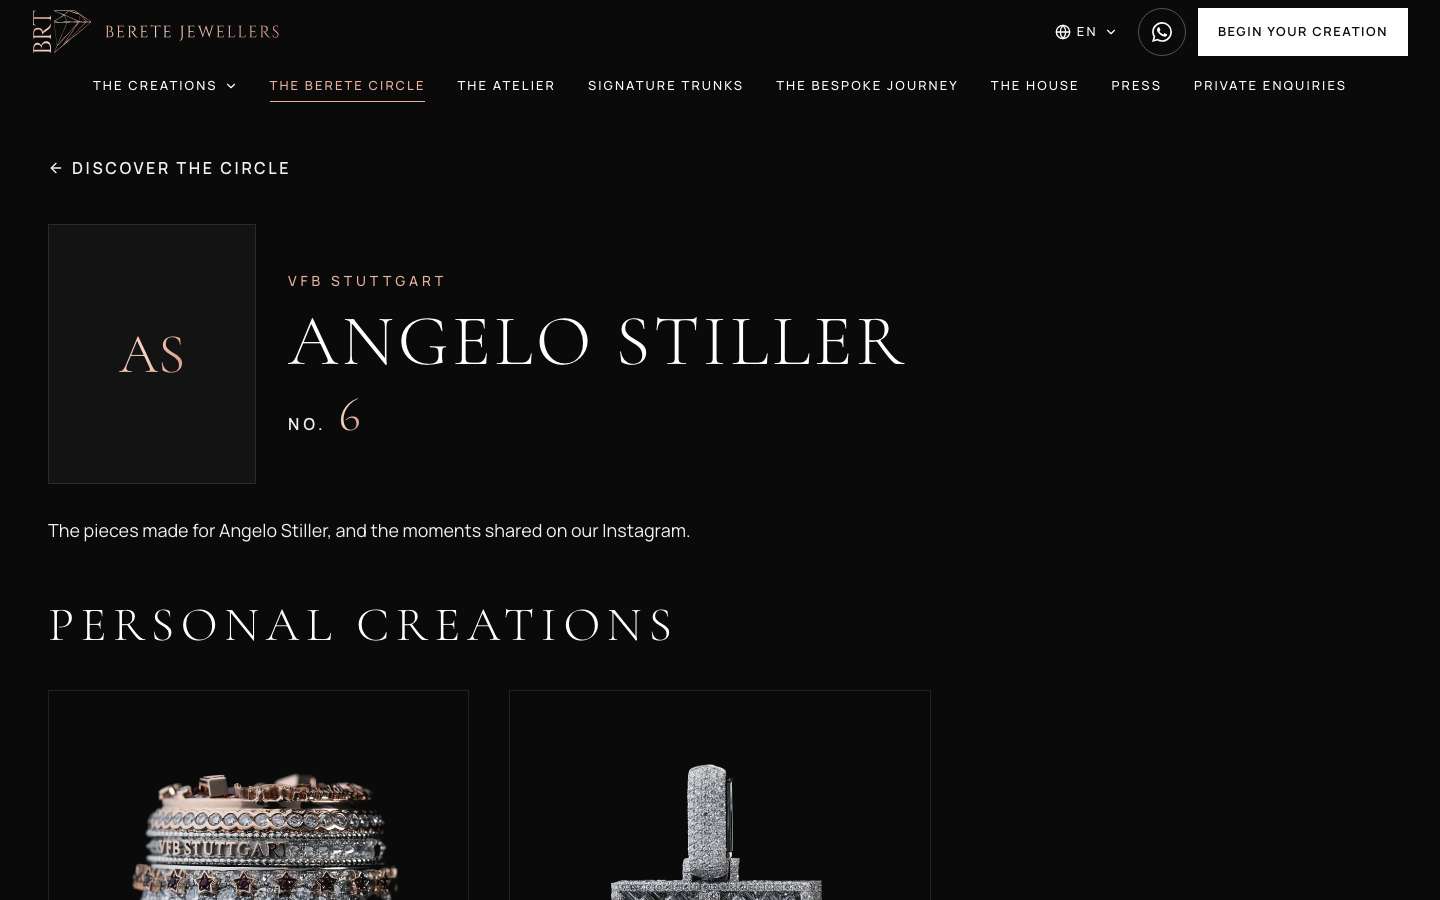 BRT
BERETE JEWELLERS
EN
BEGIN YOUR CREATION
THE CREATIONS
THE BERETE CIRCLE
THE ATELIER
SIGNATURE TRUNKS
THE BESPOKE JOURNEY
THE HOUSE
PRESS
PRIVATE ENQUIRIES
← DISCOVER THE CIRCLE
AS
VFB STUTTGART
ANGELO STILLER
NO. 6
The pieces made for Angelo Stiller, and the moments shared on our Instagram.
PERSONAL CREATIONS
VFB STUTTGART